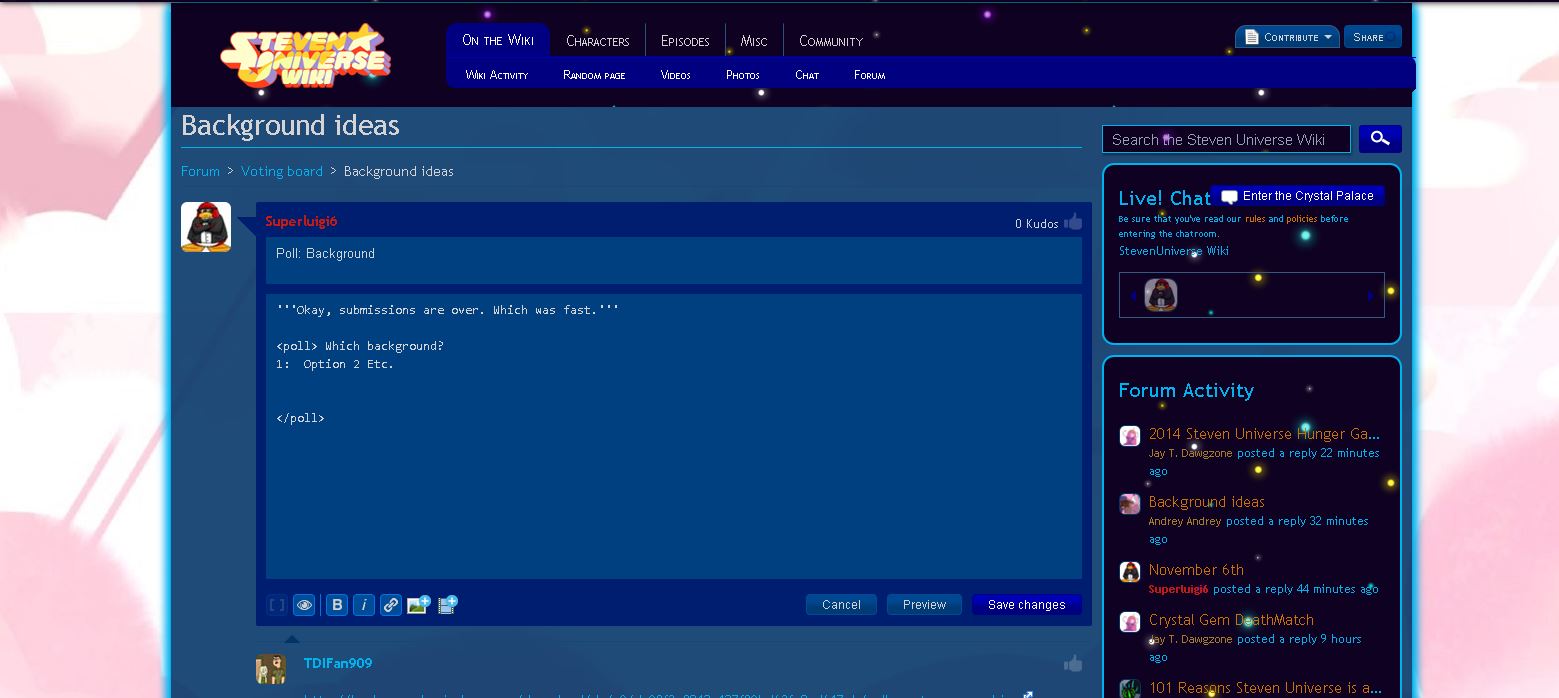 STEVEN UNIVERSE WIKI
On the Wiki
Characters
Episodes
Misc
Community
Contribute
Share
Wiki Activity
Random page
Videos
Photos
Chat
Forum
Background ideas
Search the Steven Universe Wiki
Forum > Voting board > Background ideas
Superluigi6
0 Kudos
Poll: Background
'''Okay, submissions are over. Which was fast.'''
<poll> Which background?
1:  Option 2 Etc.
</poll>
B
i
Cancel
Preview
Save changes
TDIFan909
Live! Chat
Enter the Crystal Palace
Be sure that you've read our rules and policies before
entering the chatroom.
StevenUniverse Wiki
Forum Activity
2014 Steven Universe Hunger Ga...
Jay T. Dawgzone posted a reply 22 minutes
ago
Background ideas
Andrey Andrey posted a reply 32 minutes
ago
November 6th
Superluigi6 posted a reply 44 minutes ago
Crystal Gem DeathMatch
Jay T. Dawgzone posted a reply 9 hours
ago
101 Reasons Steven Universe is a...